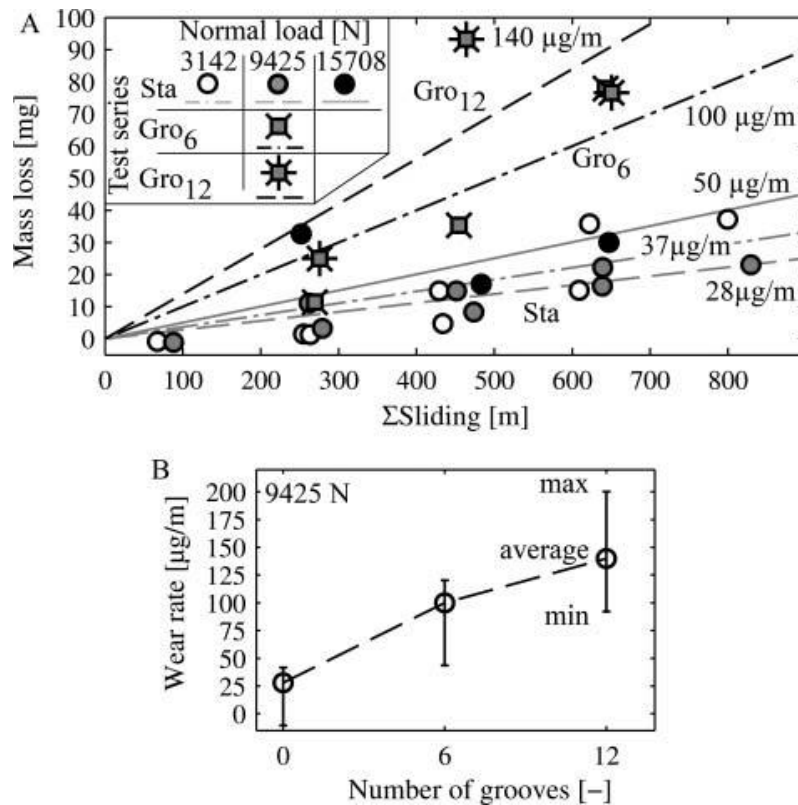 A
100
90
80
70
60
50
40
30
20
10
0
Mass loss [mg]
Normal load [N]
3142 9425 15708
Test series
Sta
Gro6
Gro12
140 µg/m
Gro12
100 µg/m
Gro6
50 µg/m
37µg/m
28µg/m
Sta
0 100 200 300 400 500 600 700 800
ΣSliding [m]
B
9425 N
200
175
150
125
100
75
50
25
0
Wear rate [µg/m]
max
average
min
0 6 12
Number of grooves [−]